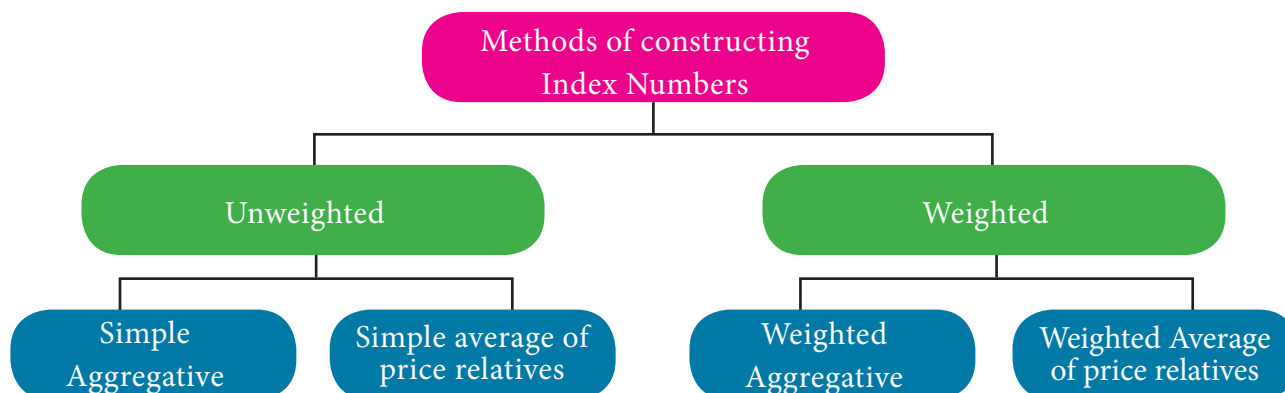 Methods of constructing
Index Numbers
Unweighted
Weighted
Simple
Aggregative
Simple average of
price relatives
Weighted
Aggregative
Weighted Average
of price relatives